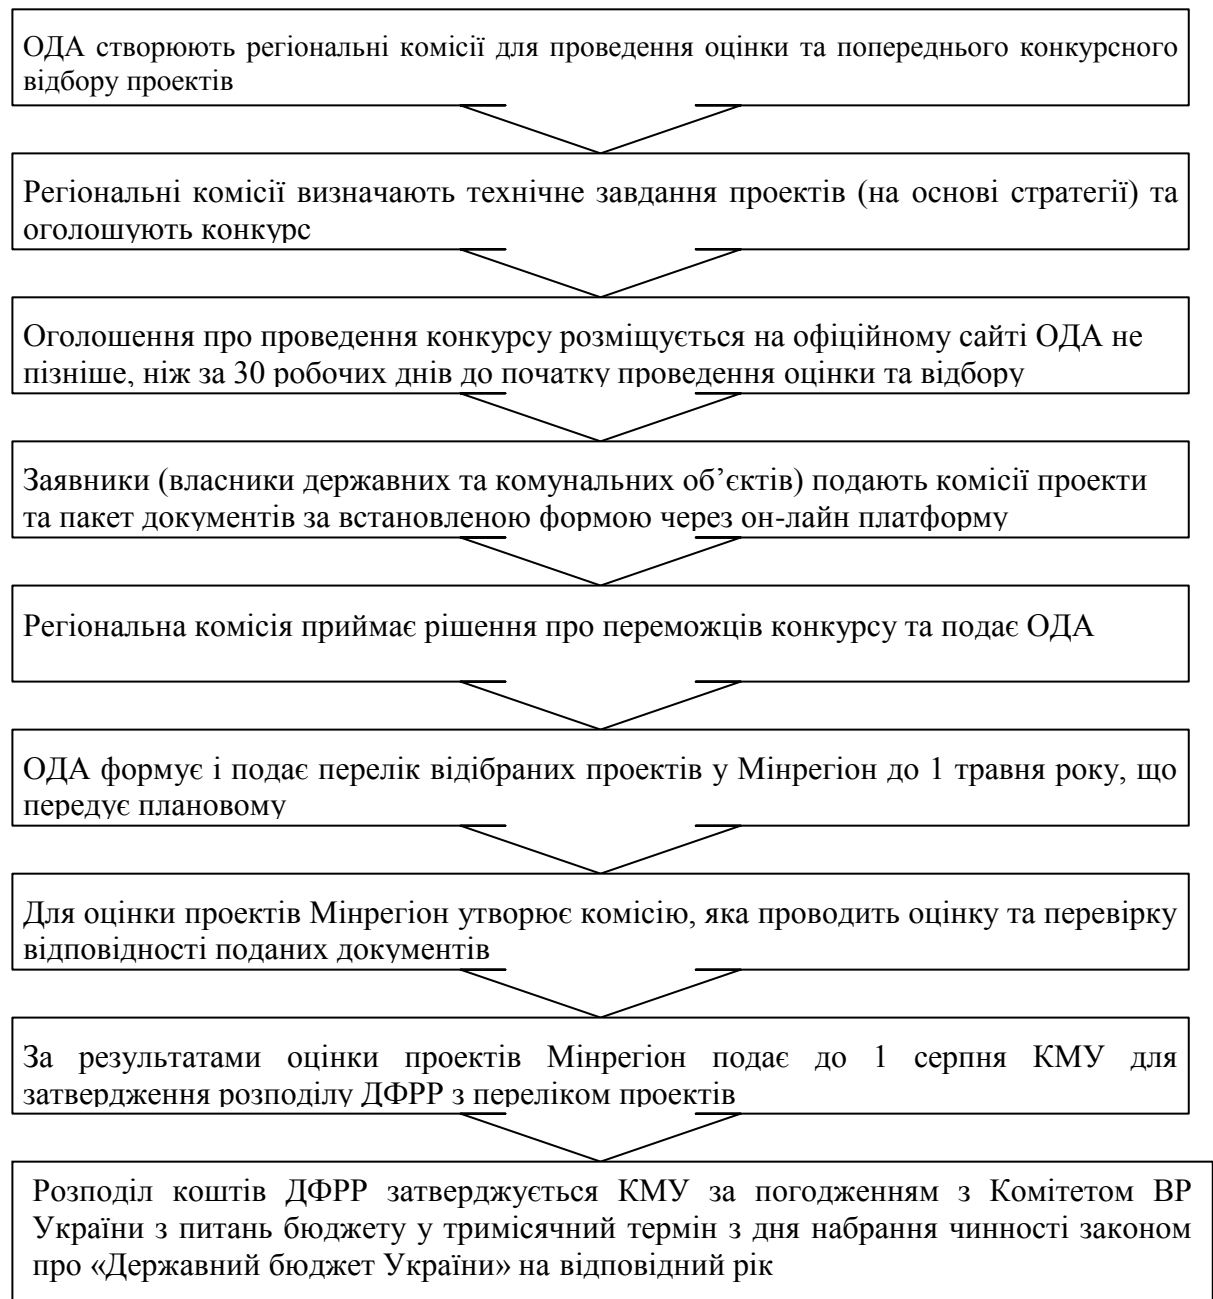 ОДА створюють регіональні комісії для проведення оцінки та попереднього конкурсного
відбору проектів
Регіональні комісії визначають технічне завдання проектів (на основі стратегії) та
оголошують конкурс
Оголошення про проведення конкурсу розміщується на офіційному сайті ОДА не
пізніше, ніж за 30 робочих днів до початку проведення оцінки та відбору
Заявники (власники державних та комунальних об’єктів) подають комісії проекти
та пакет документів за встановленою формою через он-лайн платформу
Регіональна комісія приймає рішення про переможців конкурсу та подає ОДА
ОДА формує і подає перелік відібраних проектів у Мінрегіон до 1 травня року, що
передує плановому
Для оцінки проектів Мінрегіон утворює комісію, яка проводить оцінку та перевірку
відповідності поданих документів
За результатами оцінки проектів Мінрегіон подає до 1 серпня КМУ для
затвердження розподілу ДФРР з переліком проектів
Розподіл коштів ДФРР затверджується КМУ за погодженням з Комітетом ВР
України з питань бюджету у тримісячний термін з дня набрання чинності законом
про «Державний бюджет України» на відповідний рік